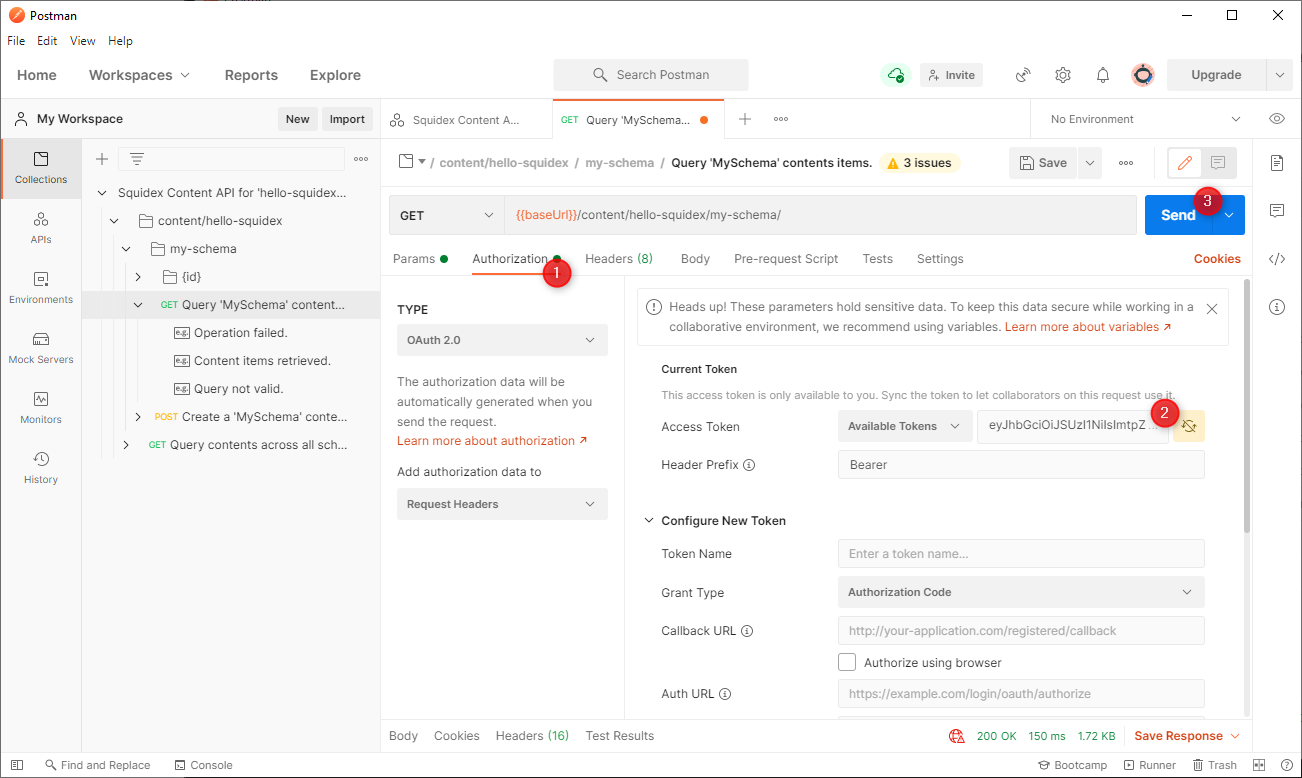 Postman
File Edit View Help
Home Workspaces Reports Explore Search Postman Invite Upgrade
My Workspace New Import Squidex Content A... GET Query 'MySchema... No Environment
content/hello-squidex / my-schema / Query 'MySchema' contents items. 3 issues Save
Collections
APIs
Environments
Mock Servers
Monitors
History
Squidex Content API for 'hello-squidex...
content/hello-squidex
my-schema
{id}
GET Query 'MySchema' content...
e.g. Operation failed.
e.g. Content items retrieved.
e.g. Query not valid.
POST Create a 'MySchema' conte...
GET Query contents across all sch...
GET {{baseUrl}}/content/hello-squidex/my-schema/ Send 3
Params Authorization 1 Headers (8) Body Pre-request Script Tests Settings Cookies
TYPE
OAuth 2.0
The authorization data will be
automatically generated when you
send the request.
Learn more about authorization ↗
Add authorization data to
Request Headers
Heads up! These parameters hold sensitive data. To keep this data secure while working in a
collaborative environment, we recommend using variables. Learn more about variables ↗
Current Token
This access token is only available to you. Sync the token to let collaborators on this request use it.
Access Token Available Tokens eyJhbGciOiJSUzI1NiIsImtpZ ... 2
Header Prefix Bearer
Configure New Token
Token Name Enter a token name...
Grant Type Authorization Code
Callback URL http://your-application.com/registered/callback
Authorize using browser
Auth URL https://example.com/login/oauth/authorize
Body Cookies Headers (16) Test Results 200 OK 150 ms 1.72 KB Save Response
Find and Replace Console Bootcamp Runner Trash